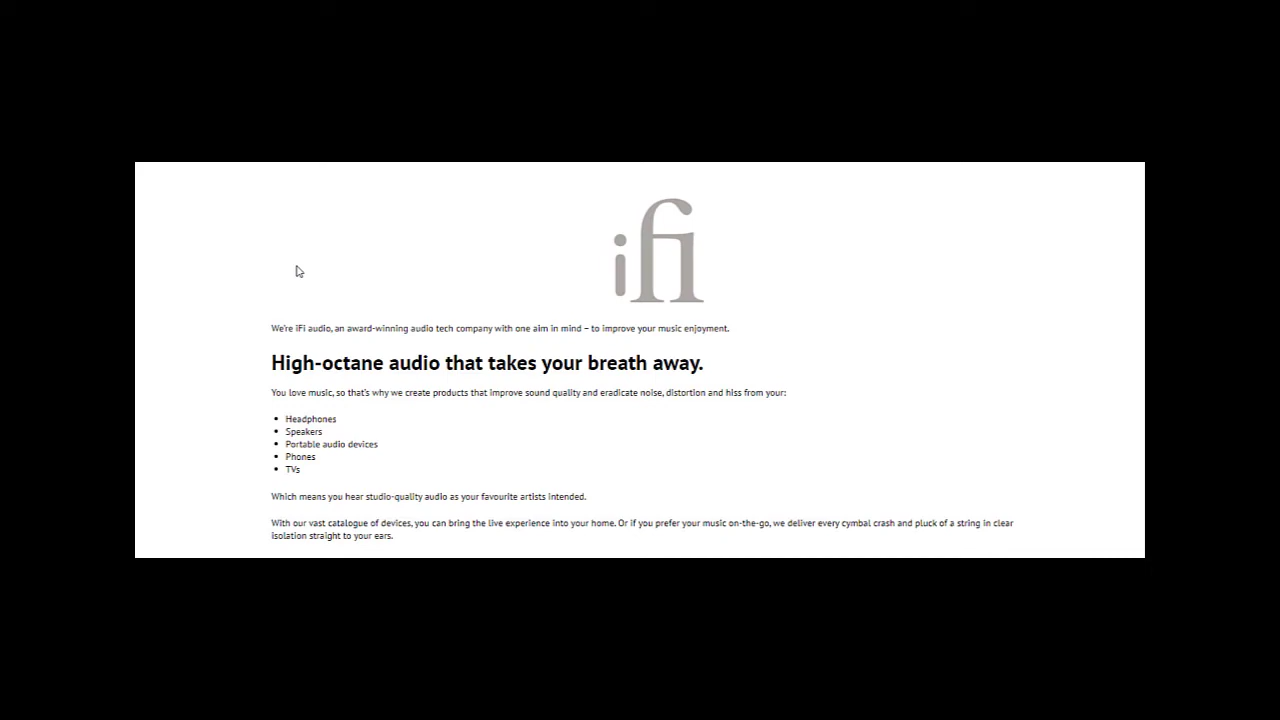 ifi
We're iFi audio, an award-winning audio tech company with one aim in mind – to improve your music enjoyment.
High-octane audio that takes your breath away.
You love music, so that's why we create products that improve sound quality and eradicate noise, distortion and hiss from your:
• Headphones
• Speakers
• Portable audio devices
• Phones
• TVs
Which means you hear studio-quality audio as your favourite artists intended.
With our vast catalogue of devices, you can bring the live experience into your home. Or if you prefer your music on-the-go, we deliver every cymbal crash and pluck of a string in clear
isolation straight to your ears.